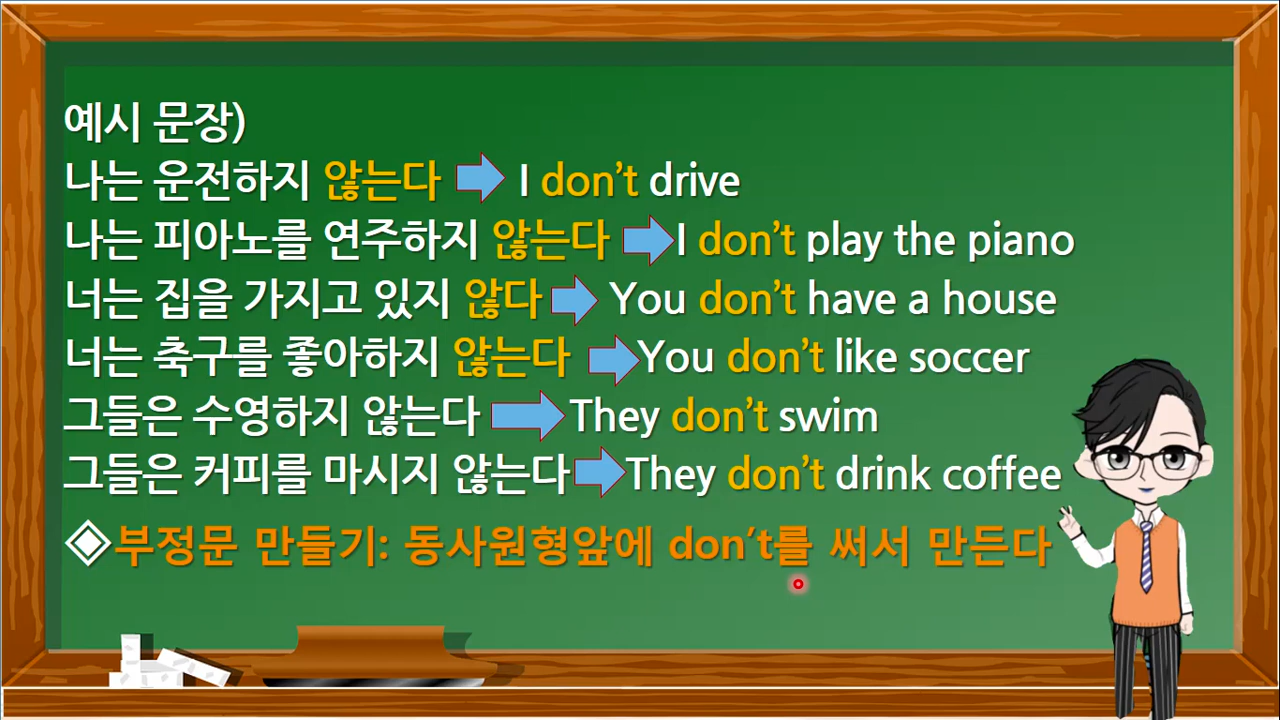 예시 문장)
나는 운전하지 않는다 I don’t drive
나는 피아노를 연주하지 않는다 I don’t play the piano
너는 집을 가지고 있지 않다 You don’t have a house
너는 축구를 좋아하지 않는다 You don’t like soccer
그들은 수영하지 않는다 They don’t swim
그들은 커피를 마시지 않는다 They don’t drink coffee
부정문 만들기: 동사원형앞에 don′t를 써서 만든다